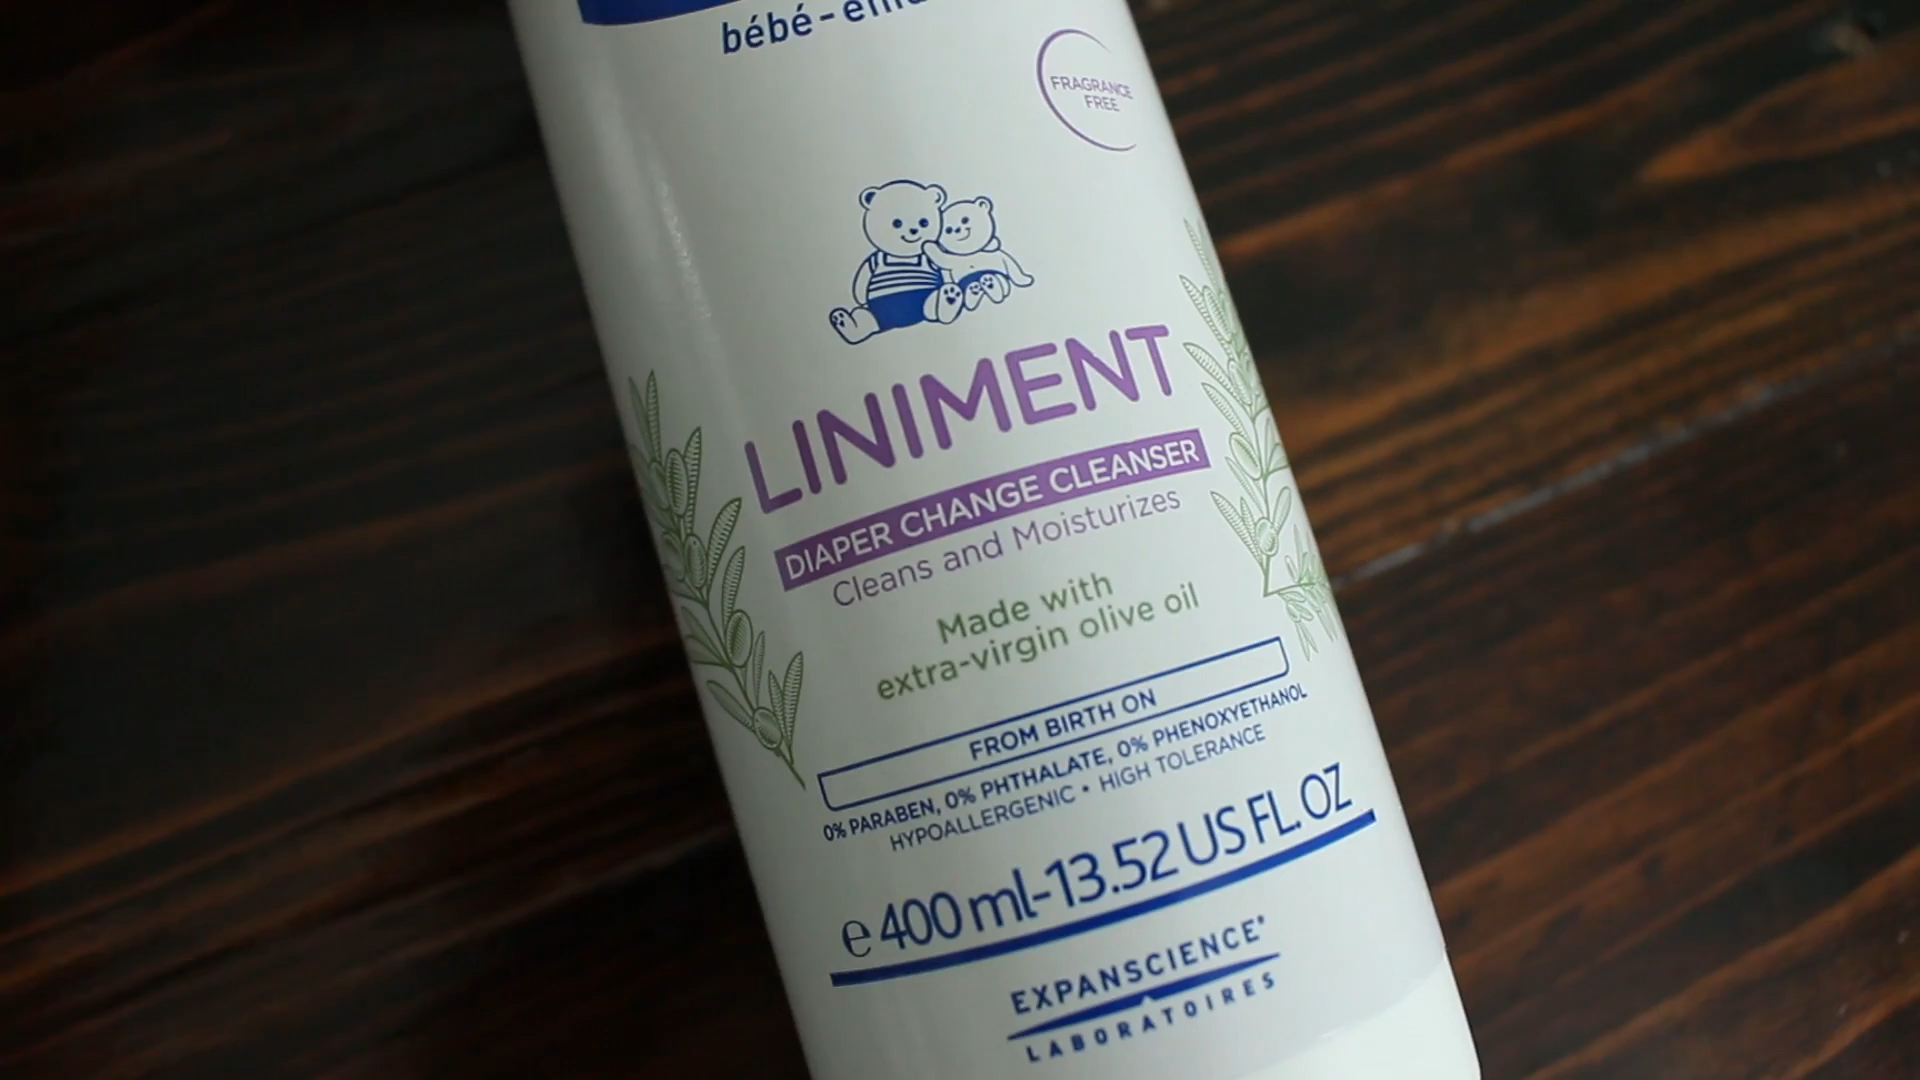 bébé-
FRAGRANCE
FREE
LINIMENT
DIAPER CHANGE CLEANSER
Cleans and Moisturizes
Made with
extra-virgin olive oil
FROM BIRTH ON
0% PARABEN, 0% PHTHALATE, 0% PHENOXYETHANOL
HYPOALLERGENIC • HIGH TOLERANCE
e 400 ml-13.52 US FL. OZ
EXPANSCIENCE®
LABORATOIRES